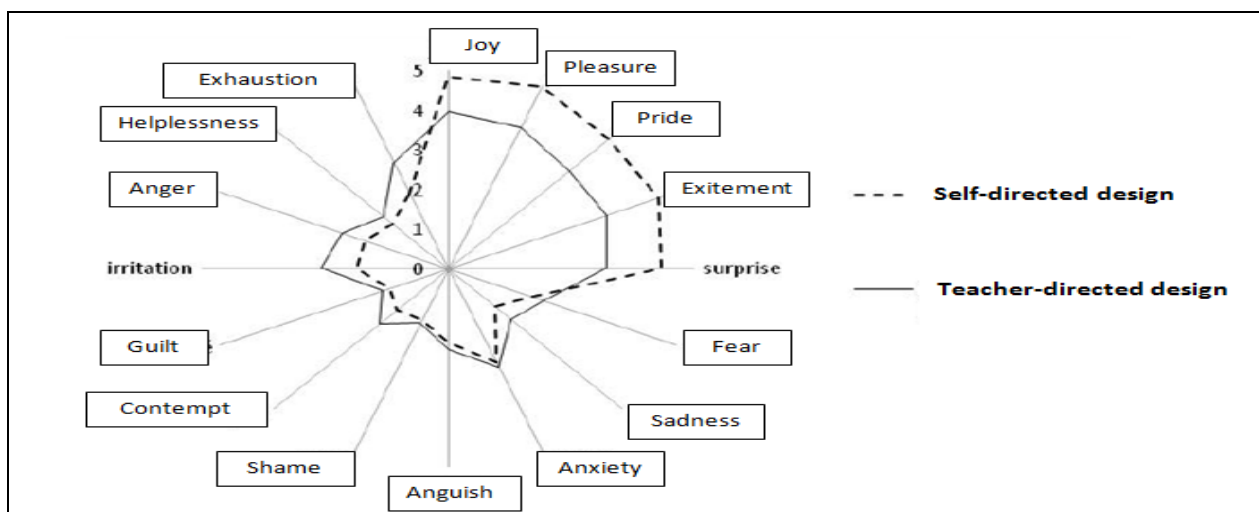 Joy
Pleasure
Pride
Exitement
surprise
Fear
Sadness
Anxiety
Anguish
Shame
Contempt
Guilt
irritation
Anger
Helplessness
Exhaustion
5
4
3
2
1
0
Self-directed design
Teacher-directed design